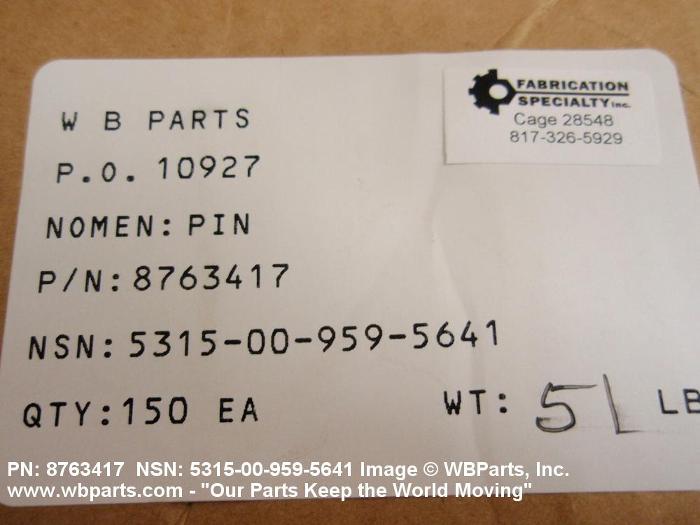 FABRICATION
SPECIALTY Inc.
Cage 28548
817-326-5929
W B PARTS
P.O. 10927
NOMEN: PIN
P/N: 8763417
NSN: 5315-00-959-5641
QTY: 150 EA WT: 51 LB
PN: 8763417 NSN: 5315-00-959-5641 Image © WBParts, Inc.
www.wbparts.com - "Our Parts Keep the World Moving"